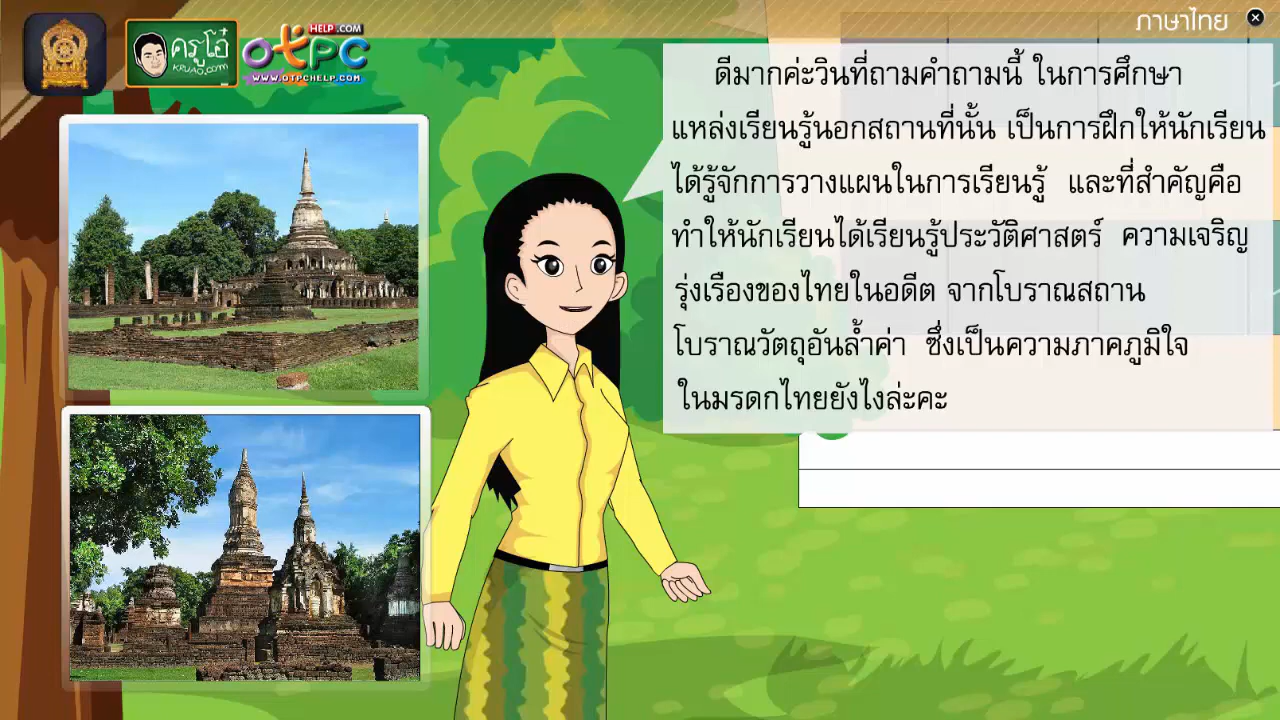 ภาษาไทย
ครูโอ๋
KRUAO.com
HELP.COM
OTPC
WWW.OTPCHELP.COM
ดีมากค่ะวินที่ถามคำถามนี้ ในการศึกษา
แหล่งเรียนรู้นอกสถานที่นั้น เป็นการฝึกให้นักเรียน
ได้รู้จักการวางแผนในการเรียนรู้ และที่สำคัญคือ
ทำให้นักเรียนได้เรียนรู้ประวัติศาสตร์ ความเจริญ
รุ่งเรืองของไทยในอดีต จากโบราณสถาน
โบราณวัตถุอันล้ำค่า ซึ่งเป็นความภาคภูมิใจ
ในมรดกไทยยังไงล่ะคะ